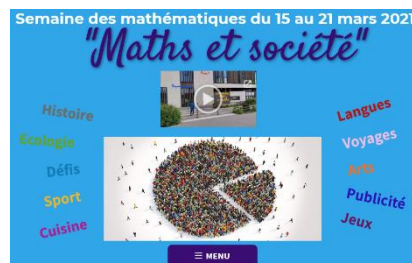 Semaine des mathématiques du 15 au 21 mars 2021
"Maths et société"
Histoire
Ecologie
Défis
Sport
Cuisine
Langues
Voyages
Arts
Publicité
Jeux
☰ MENU